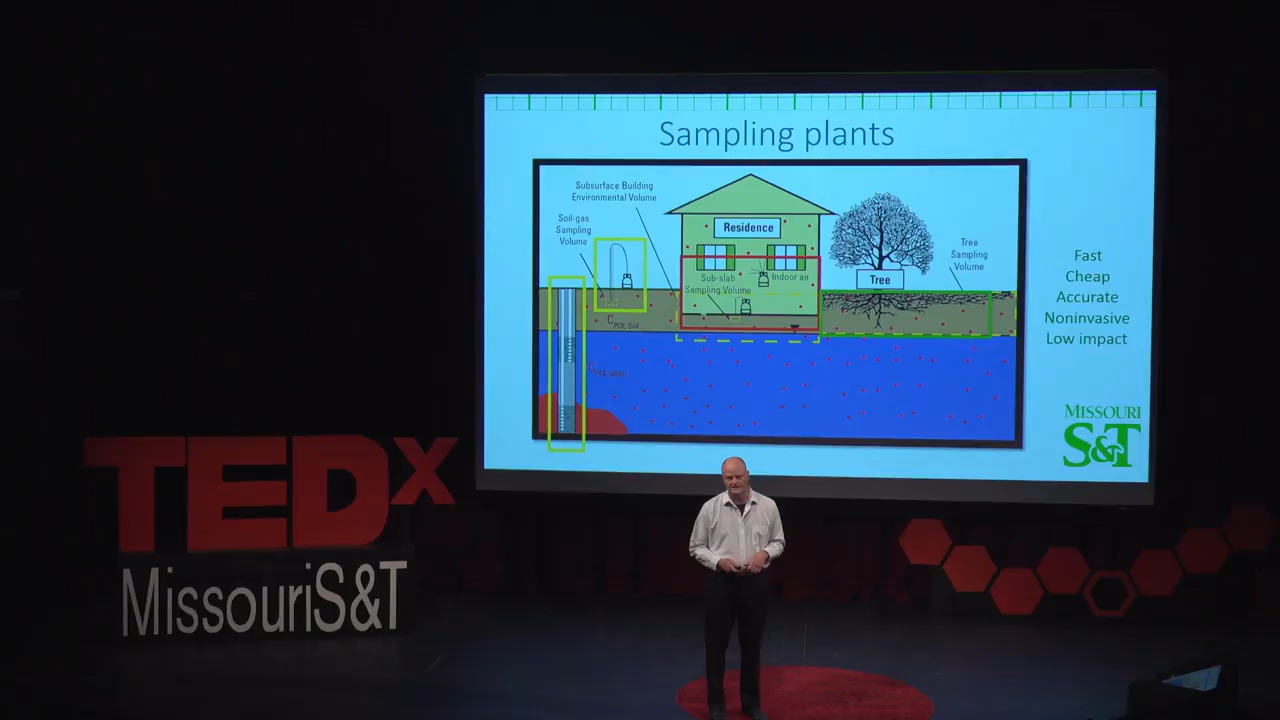 Sampling plants
Subsurface Building
Environmental Volume
Soil-gas
Sampling
Volume
Residence
Tree
Sampling
Volume
Sub-slab
Sampling Volume
Indoor air
Tree
Fast
Cheap
Accurate
Noninvasive
Low impact
MISSOURI
S&T
TEDx
MissouriS&T